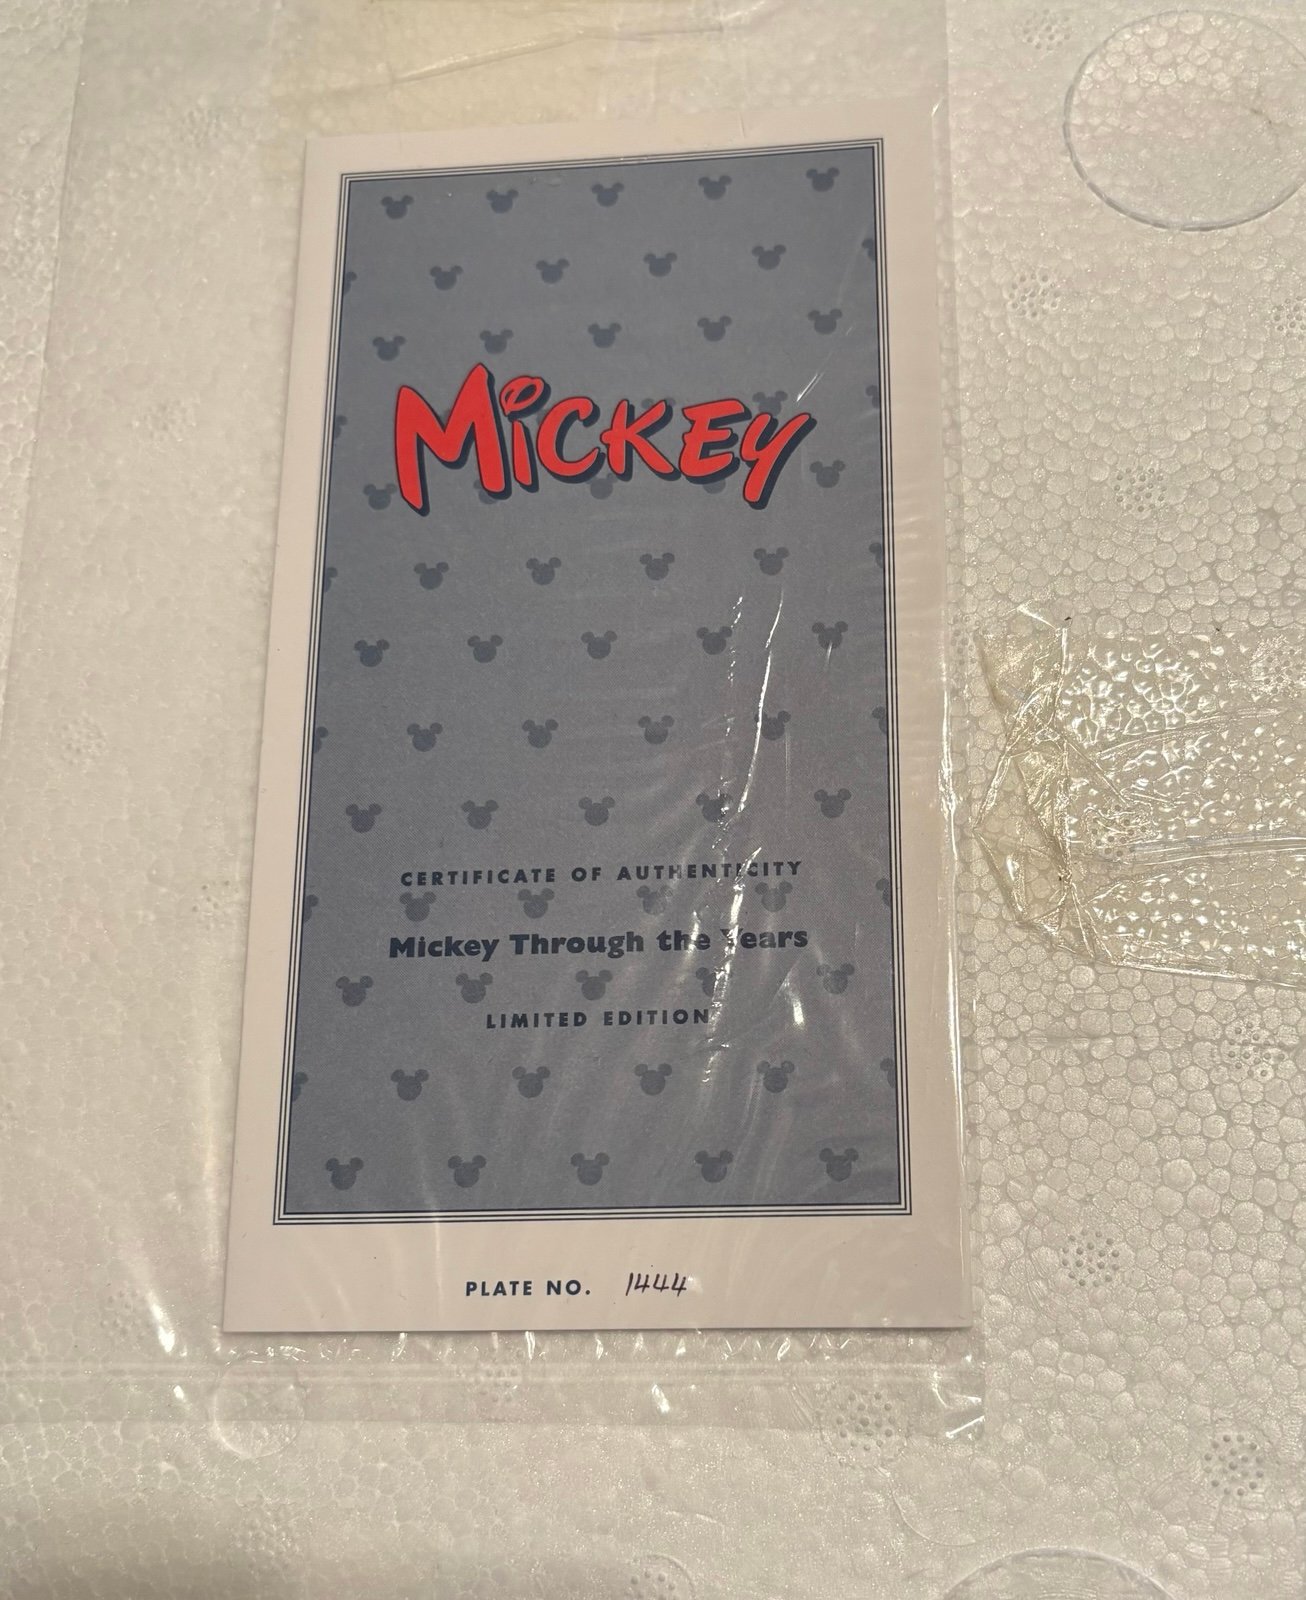 MiCKEY
CERTIFICATE OF AUTHENTICITY
Mickey Through the Years
LIMITED EDITION
PLATE NO. 1444